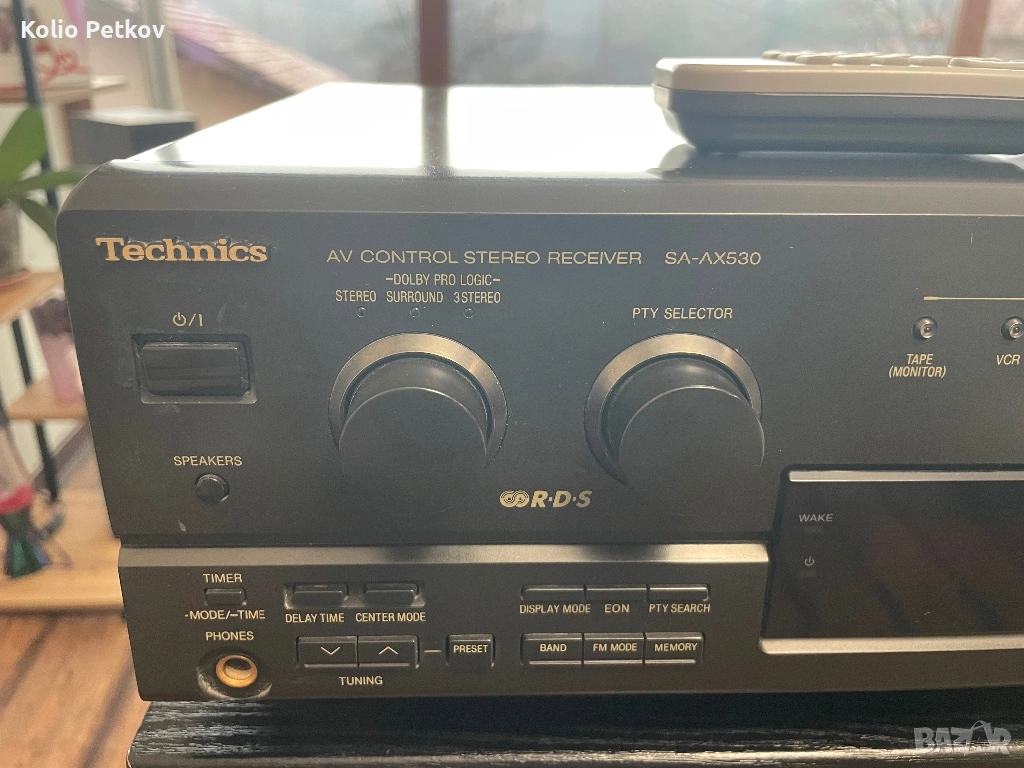 Kolio Petkov
Technics
AV CONTROL STEREO RECEIVER SA-AX530
-DOLBY PRO LOGIC-
STEREO SURROUND 3 STEREO
PTY SELECTOR
⏻/I
TAPE
(MONITOR)
VCR
SPEAKERS
R·D·S
WAKE
⏻
TIMER
-MODE/-TIME
DELAY TIME CENTER MODE
DISPLAY MODE EON PTY SEARCH
PHONES
PRESET
BAND FM MODE MEMORY
TUNING
BAZAR